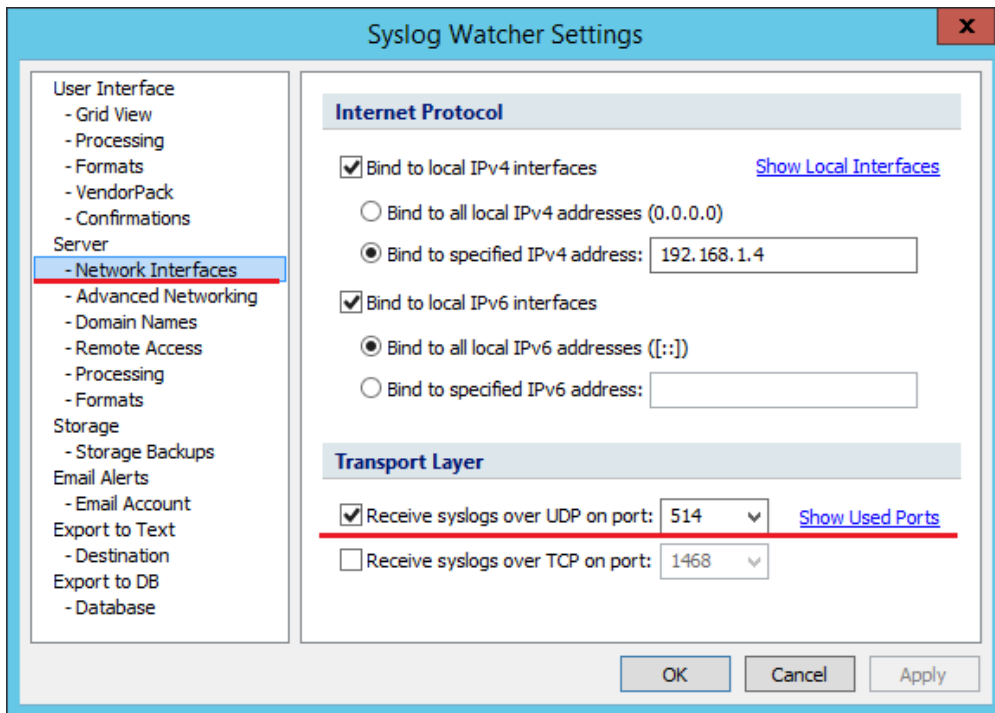 Syslog Watcher Settings
x
User Interface
- Grid View
- Processing
- Formats
- VendorPack
- Confirmations
Server
- Network Interfaces
- Advanced Networking
- Domain Names
- Remote Access
- Processing
- Formats
Storage
- Storage Backups
Email Alerts
- Email Account
Export to Text
- Destination
Export to DB
- Database
Internet Protocol
Bind to local IPv4 interfaces Show Local Interfaces
Bind to all local IPv4 addresses (0.0.0.0)
Bind to specified IPv4 address: 192.168.1.4
Bind to local IPv6 interfaces
Bind to all local IPv6 addresses ([::])
Bind to specified IPv6 address:
Transport Layer
Receive syslogs over UDP on port: 514 Show Used Ports
Receive syslogs over TCP on port: 1468
OK Cancel Apply